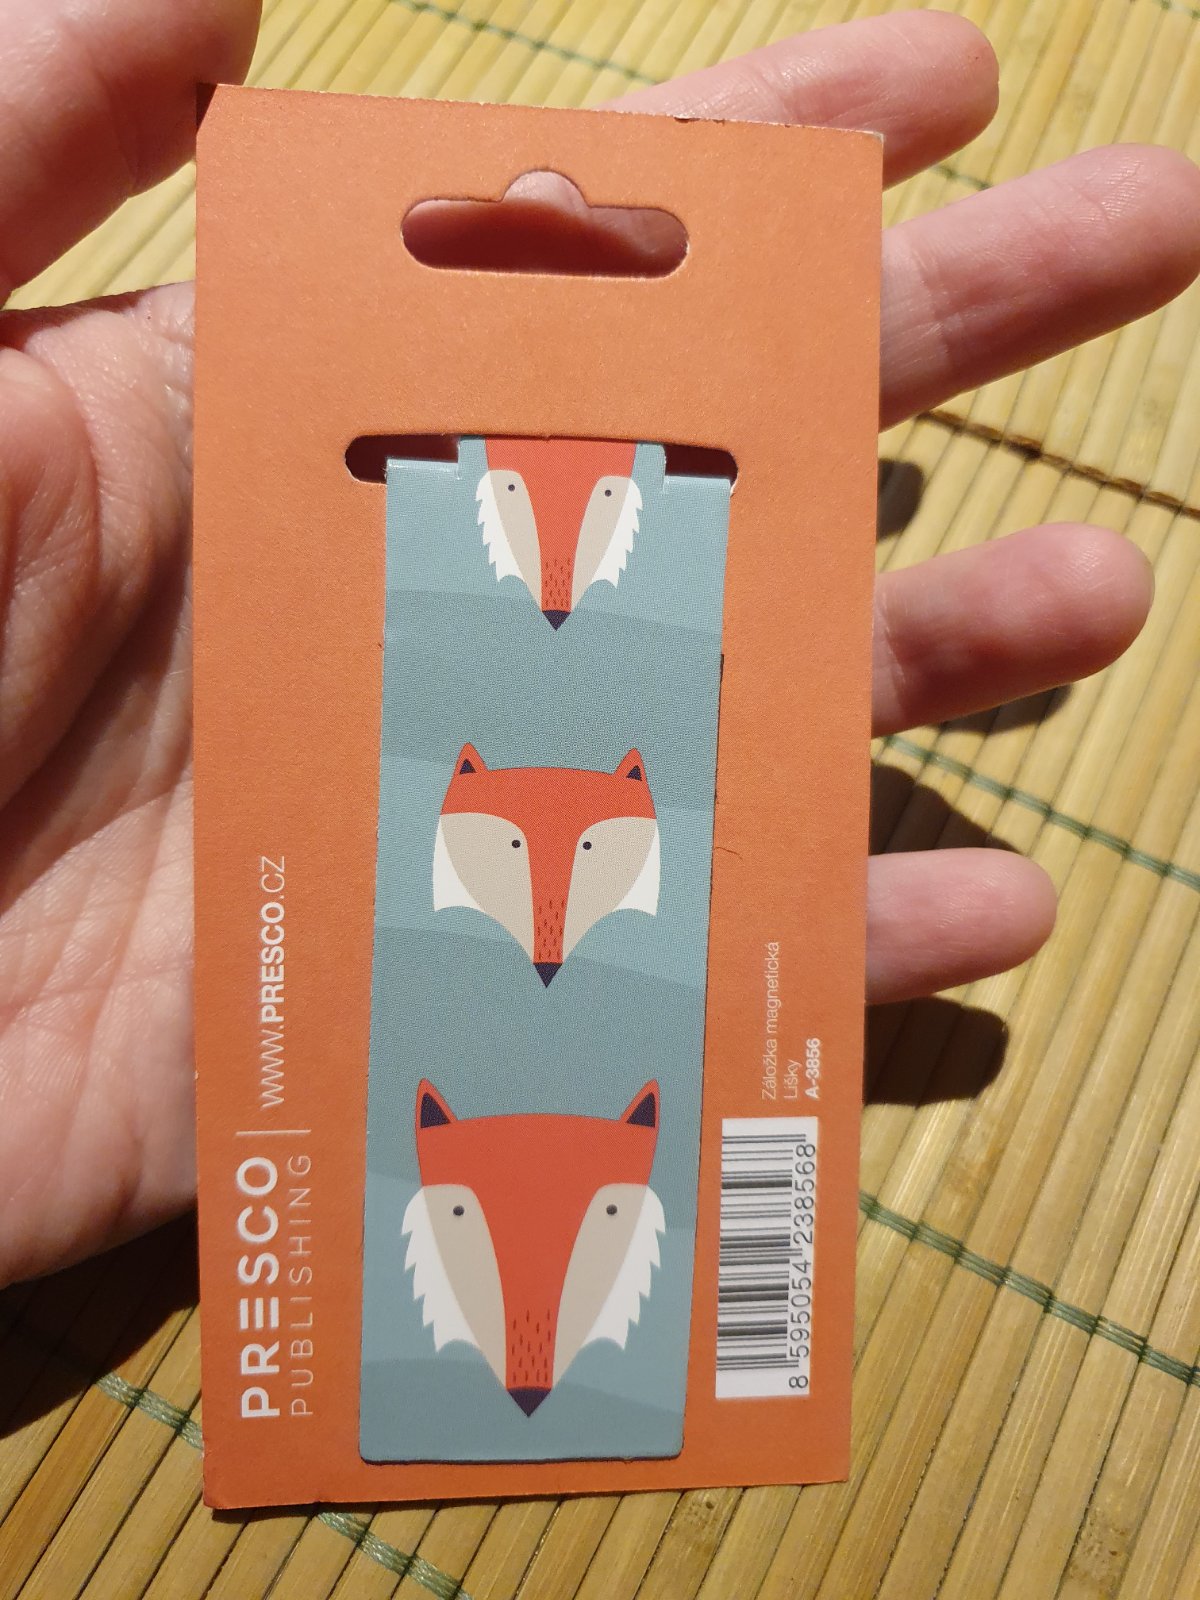 PRESCO
PUBLISHING
WWW.PRESCO.CZ
Záložka magnetická
Lišky
A-3856
8 595054 238568